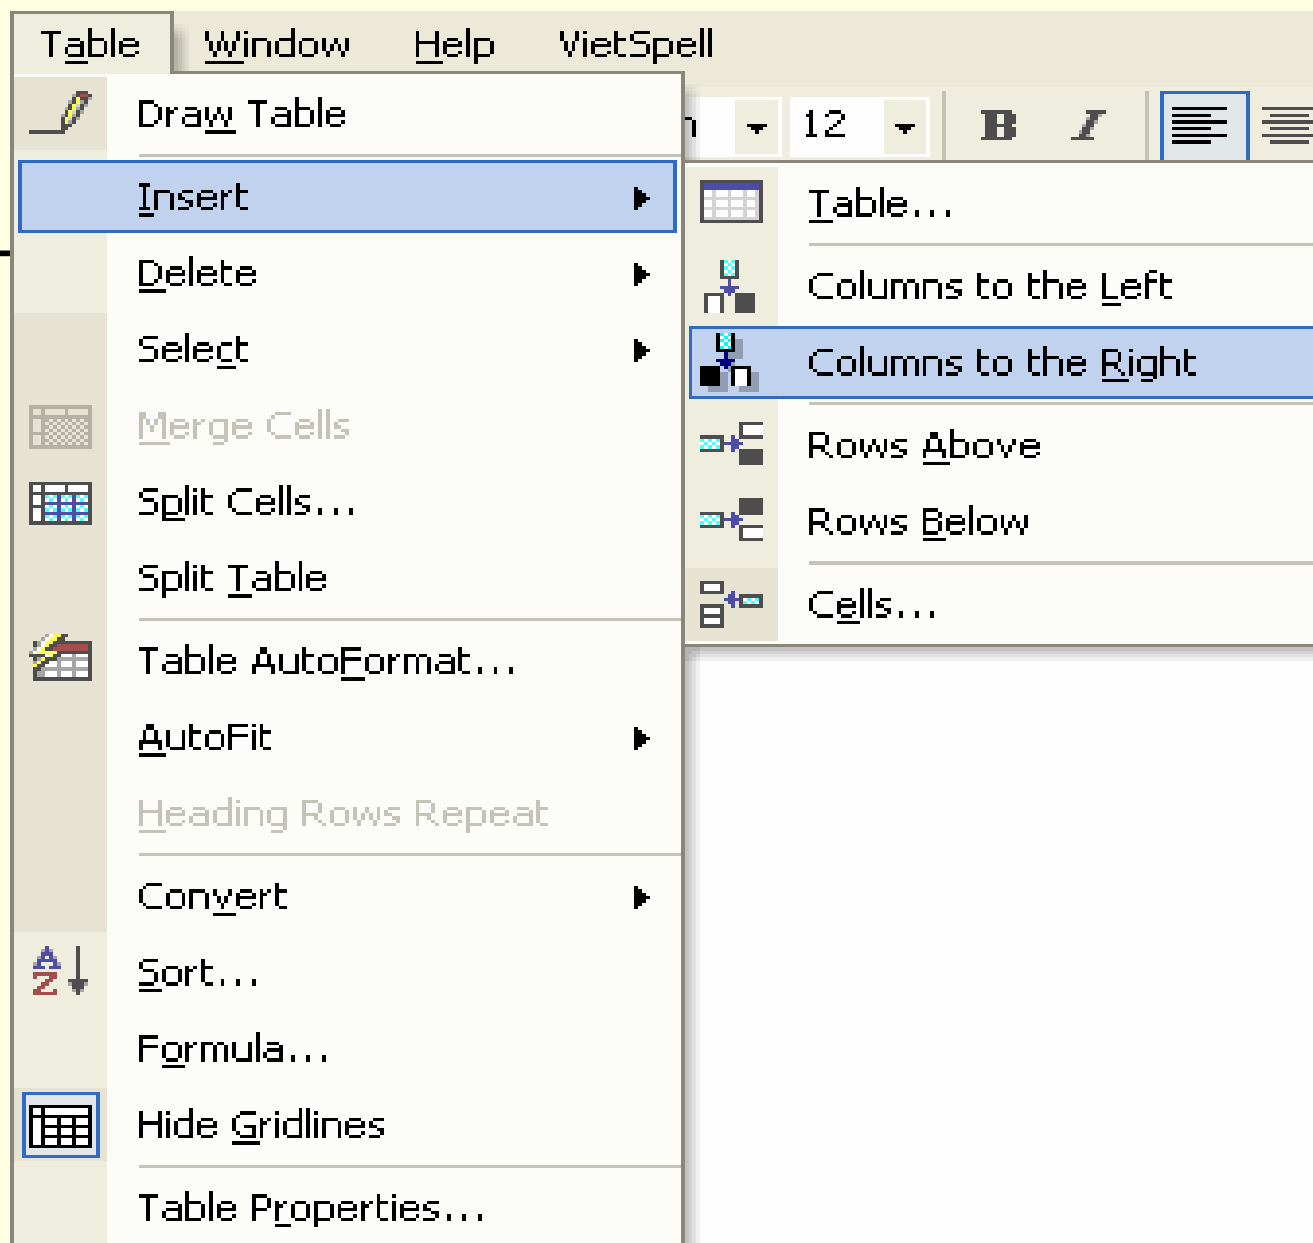 Table Window Help VietSpell
Draw Table
12 B I
Insert
Table...
Delete
Columns to the Left
Select
Columns to the Right
Merge Cells
Rows Above
Split Cells...
Rows Below
Split Table
Cells...
Table AutoFormat...
AutoFit
Heading Rows Repeat
Convert
Sort...
Formula...
Hide Gridlines
Table Properties...